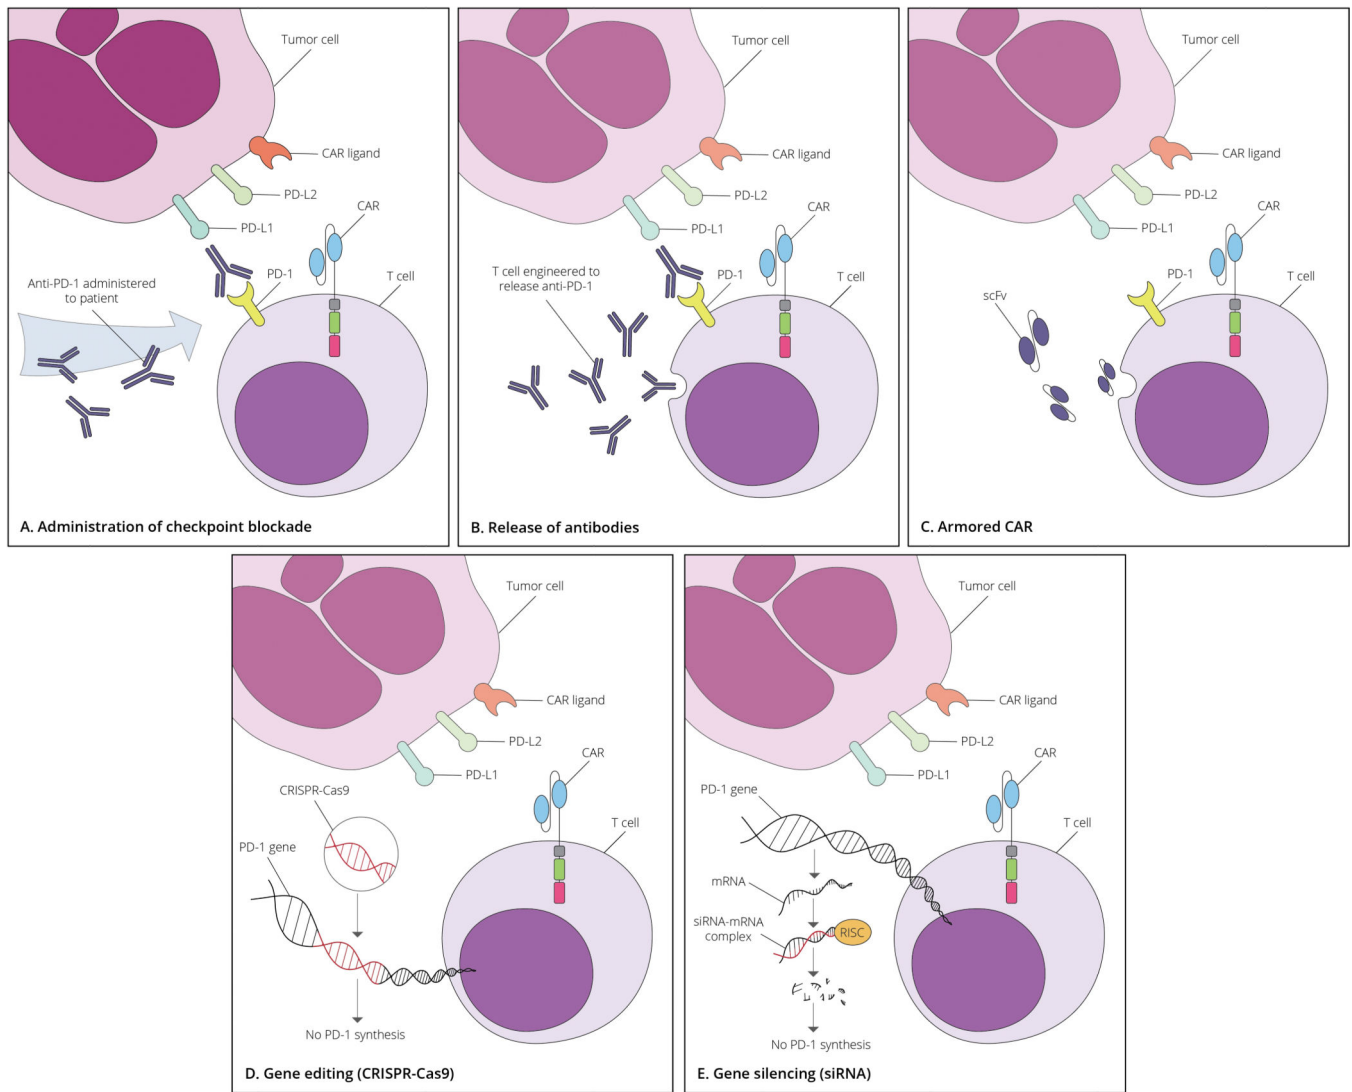 Tumor cell
CAR ligand
PD-L2
CAR
PD-L1
PD-1
T cell
Anti-PD-1 administered
to patient
A. Administration of checkpoint blockade
Tumor cell
CAR ligand
PD-L2
CAR
PD-L1
T cell engineered to
release anti-PD-1
PD-1
T cell
B. Release of antibodies
Tumor cell
CAR ligand
PD-L2
CAR
PD-L1
PD-1
T cell
scFv
C. Armored CAR
Tumor cell
CAR ligand
PD-L2
CAR
PD-L1
CRISPR-Cas9
T cell
PD-1 gene
No PD-1 synthesis
D. Gene editing (CRISPR-Cas9)
Tumor cell
CAR ligand
PD-L2
CAR
PD-L1
PD-1 gene
T cell
mRNA
siRNA-mRNA
complex
RISC
No PD-1 synthesis
E. Gene silencing (siRNA)